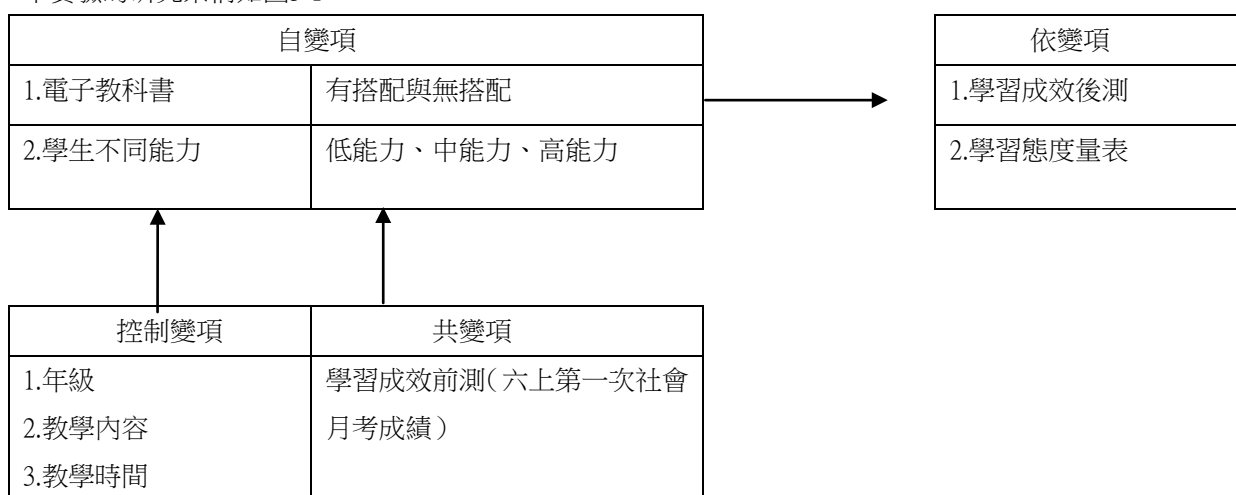 自變項
依變項
1.電子教科書 有搭配與無搭配
1.學習成效後測
2.學生不同能力 低能力、中能力、高能力
2.學習態度量表
控制變項 共變項
1.年級 學習成效前測(六上第一次社會
2.教學內容 月考成績)
3.教學時間